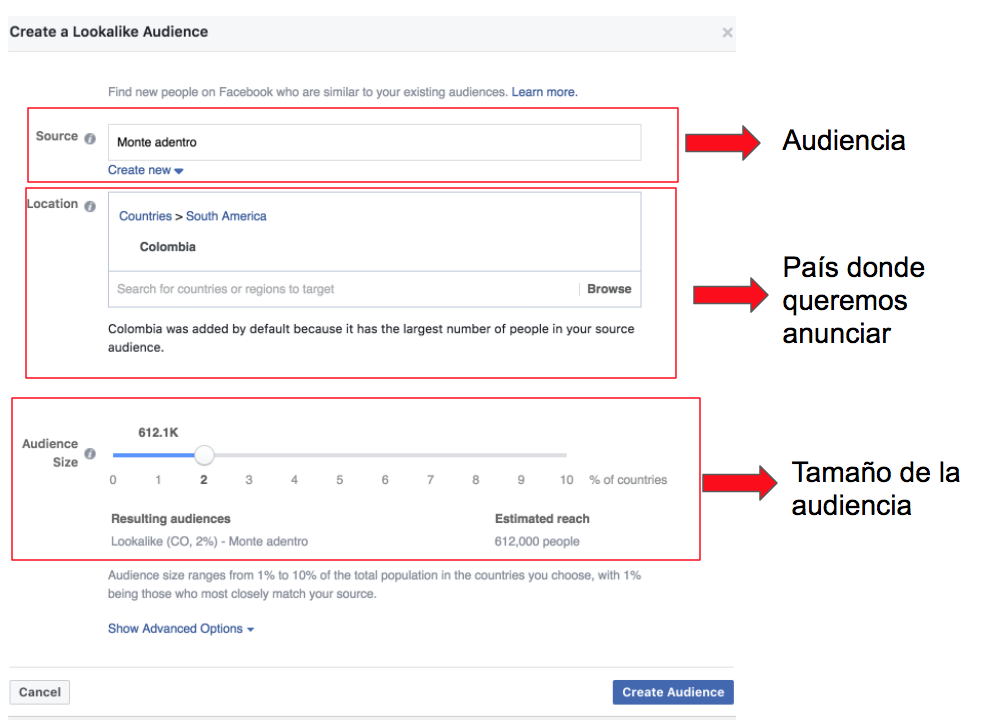 Create a Lookalike Audience
×
Find new people on Facebook who are similar to your existing audiences. Learn more.
Source i
Monte adentro
Create new
Audiencia
Location i
Countries > South America
Colombia
Search for countries or regions to target
Browse
Colombia was added by default because it has the largest number of people in your source
audience.
País donde
queremos
anunciar
612.1K
Audience
Size i
0 1 2 3 4 5 6 7 8 9 10 % of countries
Resulting audiences
Estimated reach
Lookalike (CO, 2%) - Monte adentro
612,000 people
Tamaño de la
audiencia
Audience size ranges from 1% to 10% of the total population in the countries you choose, with 1%
being those who most closely match your source.
Show Advanced Options
Cancel
Create Audience